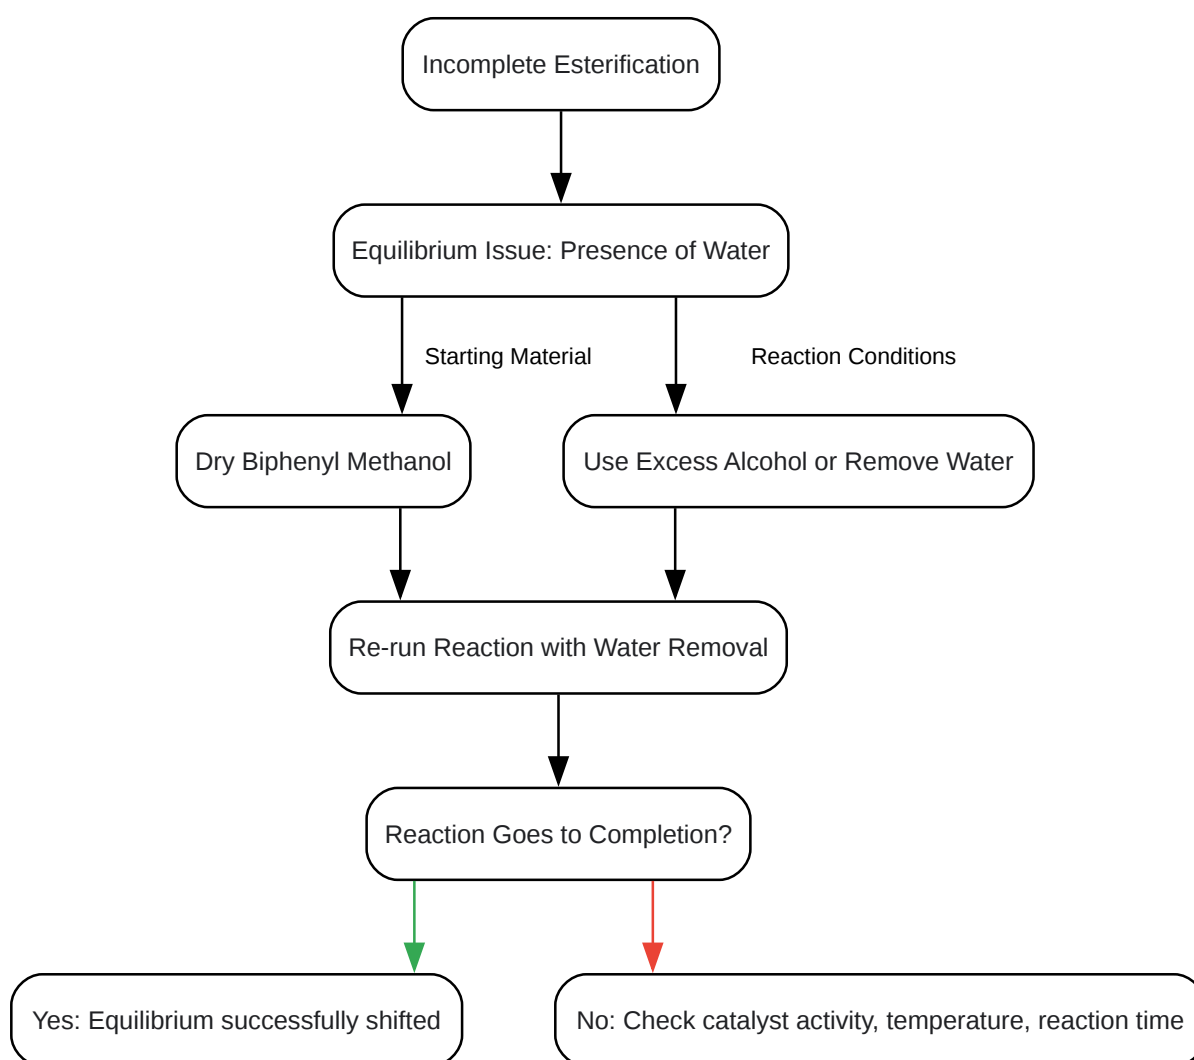 Incomplete Esterification
Equilibrium Issue: Presence of Water
Starting Material
Reaction Conditions
Dry Biphenyl Methanol
Use Excess Alcohol or Remove Water
Re-run Reaction with Water Removal
Reaction Goes to Completion?
Yes: Equilibrium successfully shifted
No: Check catalyst activity, temperature, reaction time